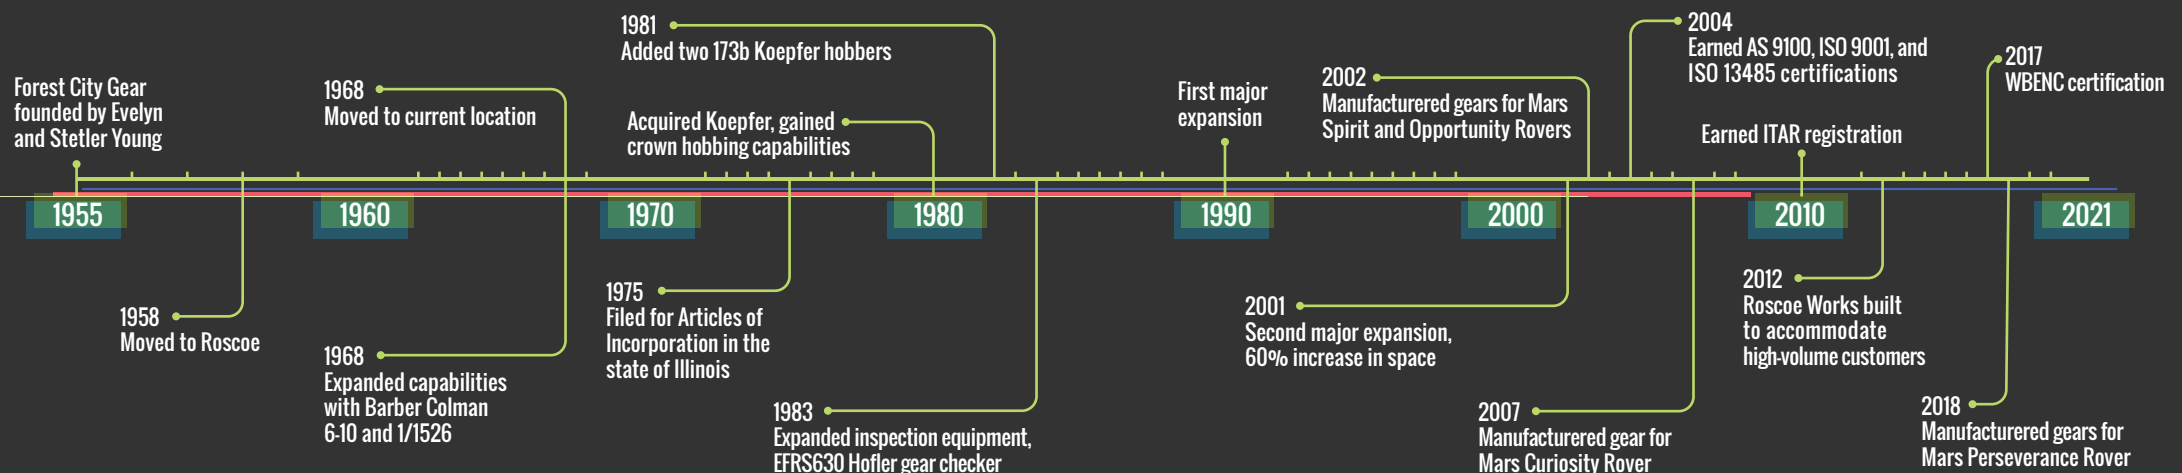 Forest City Gear
founded by Evelyn
and Stetler Young
1968
Moved to current location
1981
Added two 173b Koepfer hobbers
Acquired Koepfer, gained
crown hobbing capabilities
First major
expansion
2002
Manufacturered gears for Mars
Spirit and Opportunity Rovers
2004
Earned AS 9100, ISO 9001, and
ISO 13485 certifications
Earned ITAR registration
2017
WBENC certification
1955
1960
1970
1980
1990
2000
2010
2021
1958
Moved to Roscoe
1968
Expanded capabilities
with Barber Colman
6-10 and 1/1526
1975
Filed for Articles of
Incorporation in the
state of Illinois
1983
Expanded inspection equipment,
EFRS630 Hofler gear checker
2001
Second major expansion,
60% increase in space
2007
Manufacturered gear for
Mars Curiosity Rover
2012
Roscoe Works built
to accommodate
high-volume customers
2018
Manufacturered gears for
Mars Perseverance Rover